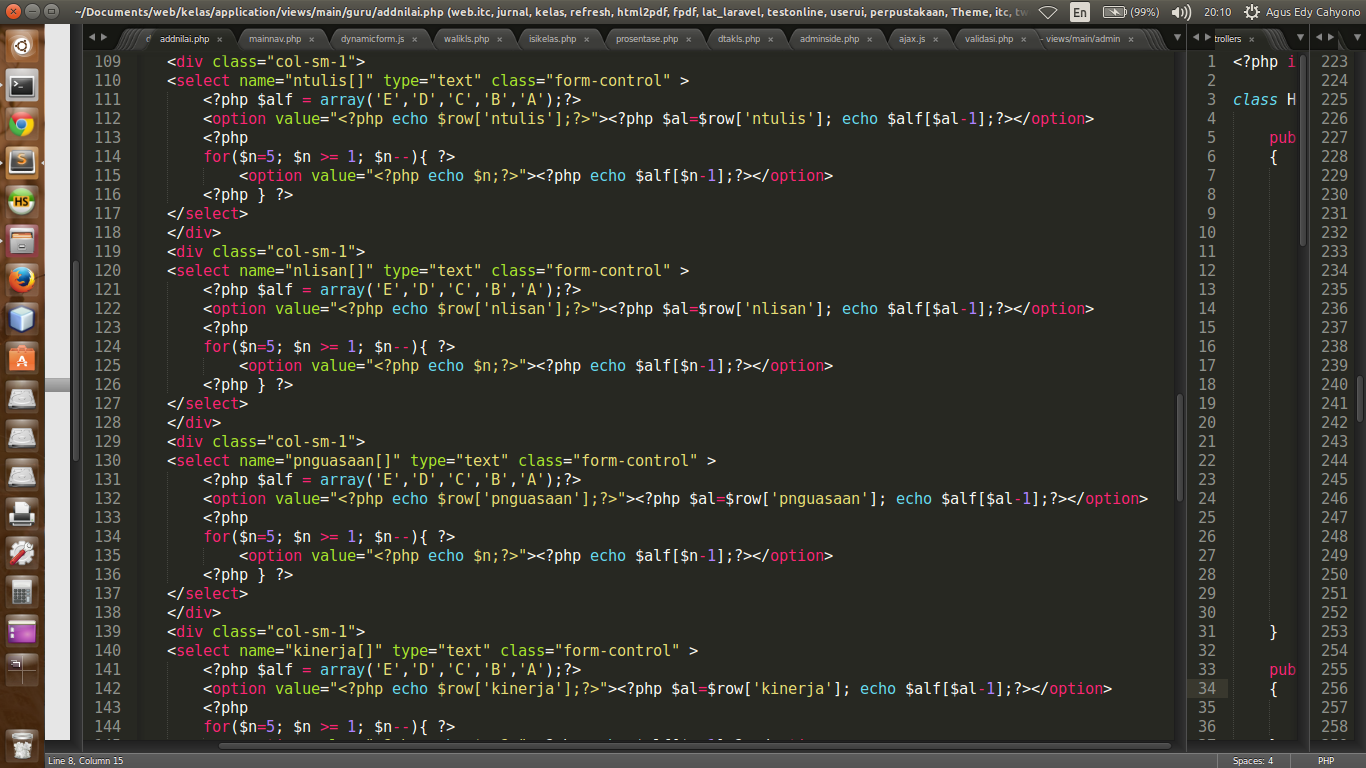 ~/Documents/web/kelas/application/views/main/guru/addnilai.php (web.itc, jurnal, kelas, refresh, html2pdf, fpdf, lat_laravel, testonline, userui, perpustakaan, Theme, itc, tw
En (99%) 20:10 Agus Edy Cahyono
addnilai.php × mainnav.php × dynamicform.js × walikls.php × isikelas.php × prosentase.php × dtakls.php × adminside.php × ajax.js × validasi.php × – views/main/admin × trollers ×
109 <div class="col-sm-1">
110 <select name="ntulis[]" type="text" class="form-control" >
111 <?php $alf = array('E','D','C','B','A');?>
112 <option value="<?php echo $row['ntulis'];?>"><?php $al=$row['ntulis']; echo $alf[$al-1];?></option>
113 <?php
114 for($n=5; $n >= 1; $n--){ ?>
115 <option value="<?php echo $n;?>"><?php echo $alf[$n-1];?></option>
116 <?php } ?>
117 </select>
118 </div>
119 <div class="col-sm-1">
120 <select name="nlisan[]" type="text" class="form-control" >
121 <?php $alf = array('E','D','C','B','A');?>
122 <option value="<?php echo $row['nlisan'];?>"><?php $al=$row['nlisan']; echo $alf[$al-1];?></option>
123 <?php
124 for($n=5; $n >= 1; $n--){ ?>
125 <option value="<?php echo $n;?>"><?php echo $alf[$n-1];?></option>
126 <?php } ?>
127 </select>
128 </div>
129 <div class="col-sm-1">
130 <select name="pnguasaan[]" type="text" class="form-control" >
131 <?php $alf = array('E','D','C','B','A');?>
132 <option value="<?php echo $row['pnguasaan'];?>"><?php $al=$row['pnguasaan']; echo $alf[$al-1];?></option>
133 <?php
134 for($n=5; $n >= 1; $n--){ ?>
135 <option value="<?php echo $n;?>"><?php echo $alf[$n-1];?></option>
136 <?php } ?>
137 </select>
138 </div>
139 <div class="col-sm-1">
140 <select name="kinerja[]" type="text" class="form-control" >
141 <?php $alf = array('E','D','C','B','A');?>
142 <option value="<?php echo $row['kinerja'];?>"><?php $al=$row['kinerja']; echo $alf[$al-1];?></option>
143 <?php
144 for($n=5; $n >= 1; $n--){ ?>
1 <?php i
2
3 class H
4
5 pub
6 {
7
8
9
10
11
12
13
14
15
16
17
18
19
20
21
22
23
24
25
26
27
28
29
30
31 }
32
33 pub
34 {
35
36
223
224
225
226
227
228
229
230
231
232
233
234
235
236
237
238
239
240
241
242
243
244
245
246
247
248
249
250
251
252
253
254
255
256
257
258
Line 8, Column 15 Spaces: 4 PHP